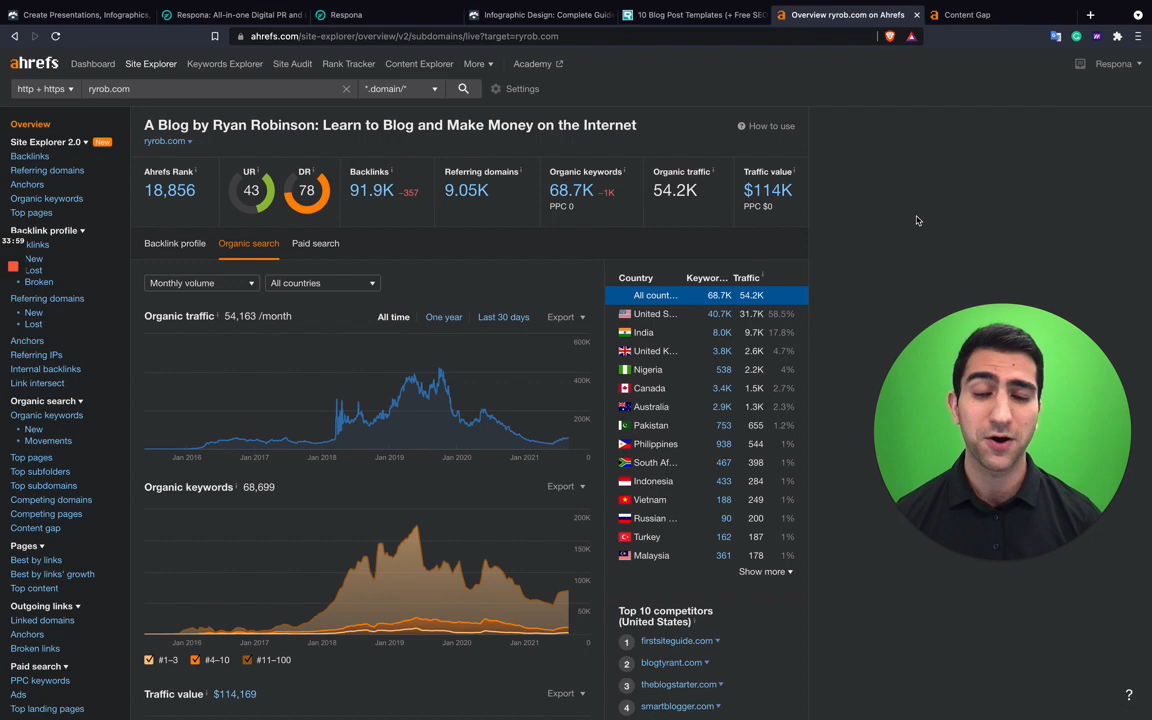 Create Presentations, Infographics,
Respona: All-in-one Digital PR and
Respona
Infographic Design: Complete Guide
10 Blog Post Templates (+ Free SEO
Overview ryrob.com on Ahrefs
Content Gap
ahrefs.com/site-explorer/overview/v2/subdomains/live?target=ryrob.com
ahrefs Dashboard Site Explorer Keywords Explorer Site Audit Rank Tracker Content Explorer More Academy Respona
http + https ryrob.com *.domain/* Settings
Overview
Site Explorer 2.0 New
Backlinks
Referring domains
Anchors
Organic keywords
Top pages
Backlink profile
33:59
klinks
New
Lost
Broken
Referring domains
New
Lost
Anchors
Referring IPs
Internal backlinks
Link intersect
Organic search
Organic keywords
New
Movements
Top pages
Top subfolders
Top subdomains
Competing domains
Competing pages
Content gap
Pages
Best by links
Best by links' growth
Top content
Outgoing links
Linked domains
Anchors
Broken links
Paid search
PPC keywords
Ads
Top landing pages
A Blog by Ryan Robinson: Learn to Blog and Make Money on the Internet
How to use
ryrob.com
Ahrefs Rank
18,856
UR
43
DR
78
Backlinks
91.9K -357
Referring domains
9.05K
Organic keywords
68.7K -1K
PPC 0
Organic traffic
54.2K
Traffic value
$114K
PPC $0
Backlink profile Organic search Paid search
Monthly volume All countries
Organic traffic 54,163 /month All time One year Last 30 days Export
600K
400K
200K
0
Jan 2016 Jan 2017 Jan 2018 Jan 2019 Jan 2020 Jan 2021
Organic keywords 68,699 Export
200K
150K
100K
50K
0
Jan 2016 Jan 2017 Jan 2018 Jan 2019 Jan 2020 Jan 2021
#1–3 #4–10 #11–100
Traffic value $114,169 Export
Country Keywor... Traffic
All count... 68.7K 54.2K
United S... 40.7K 31.7K 58.5%
India 8.0K 9.7K 17.8%
United K... 3.8K 2.6K 4.7%
Nigeria 538 2.2K 4%
Canada 3.4K 1.5K 2.7%
Australia 2.9K 1.3K 2.3%
Pakistan 753 655 1.2%
Philippines 938 544 1%
South Af... 467 398 1%
Indonesia 433 284 1%
Vietnam 188 249 1%
Russian ... 90 200 1%
Turkey 162 187 1%
Malaysia 361 178 1%
Show more
Top 10 competitors
(United States)
1 firstsiteguide.com
2 blogtyrant.com
3 theblogstarter.com
4 smartblogger.com
?